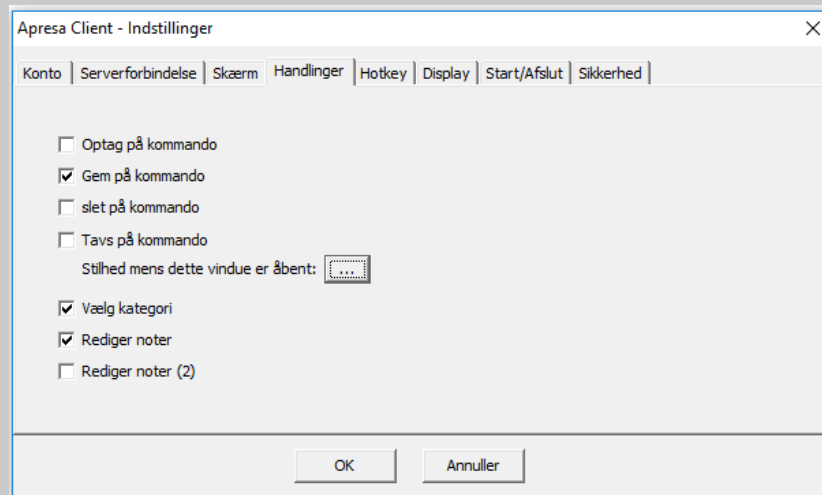 Apresa Client - Indstillinger
Konto Serverforbindelse Skærm Handlinger Hotkey Display Start/Afslut Sikkerhed
Optag på kommando
Gem på kommando
slet på kommando
Tavs på kommando
Stilhed mens dette vindue er åbent: ...
Vælg kategori
Rediger noter
Rediger noter (2)
OK Annuller